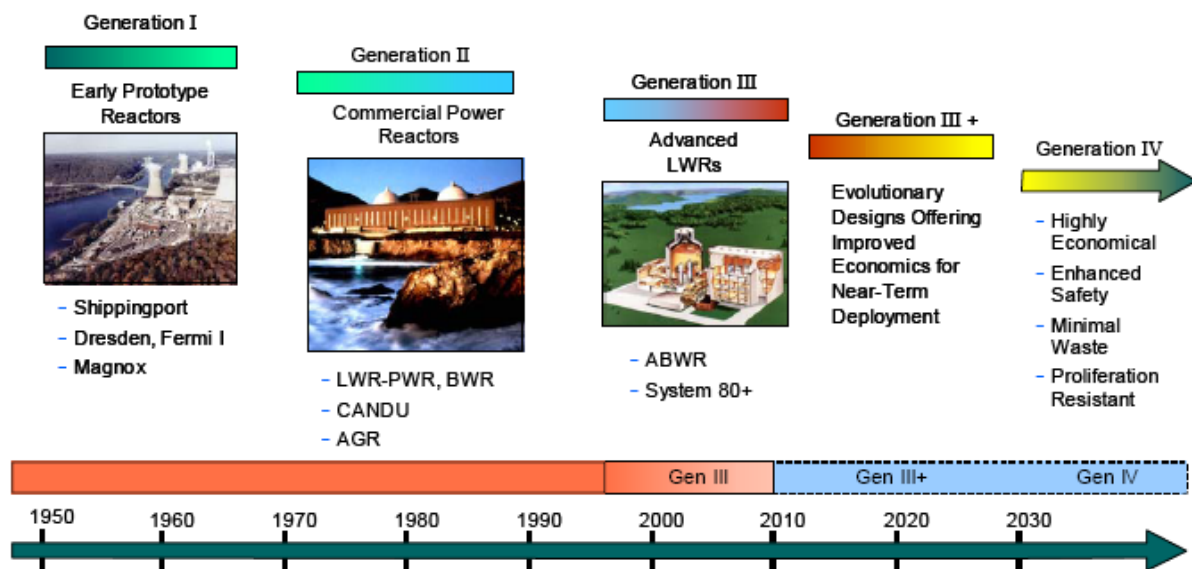 Generation I
Early Prototype
Reactors
– Shippingport
– Dresden, Fermi I
– Magnox
Generation II
Commercial Power
Reactors
– LWR-PWR, BWR
– CANDU
– AGR
Generation III
Advanced
LWRs
– ABWR
– System 80+
Generation III +
Evolutionary
Designs Offering
Improved
Economics for
Near-Term
Deployment
Generation IV
– Highly
Economical
– Enhanced
Safety
– Minimal
Waste
– Proliferation
Resistant
Gen III
Gen III+
Gen IV
1950
1960
1970
1980
1990
2000
2010
2020
2030